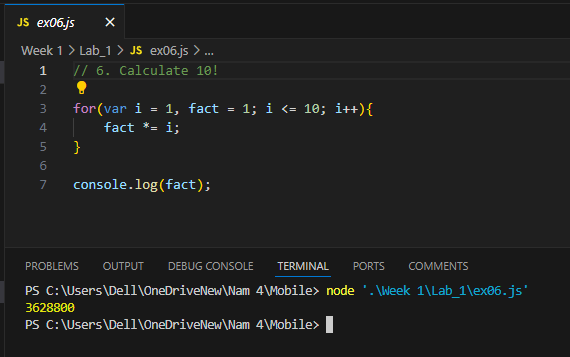 JS ex06.js ×
Week 1 > Lab_1 > JS ex06.js > ...
1 // 6. Calculate 10!
2
3 for(var i = 1, fact = 1; i <= 10; i++){
4     fact *= i;
5 }
6
7 console.log(fact);
PROBLEMS OUTPUT DEBUG CONSOLE TERMINAL PORTS COMMENTS
PS C:\Users\Dell\OneDriveNew\Nam 4\Mobile> node '.\Week 1\Lab_1\ex06.js'
3628800
PS C:\Users\Dell\OneDriveNew\Nam 4\Mobile>